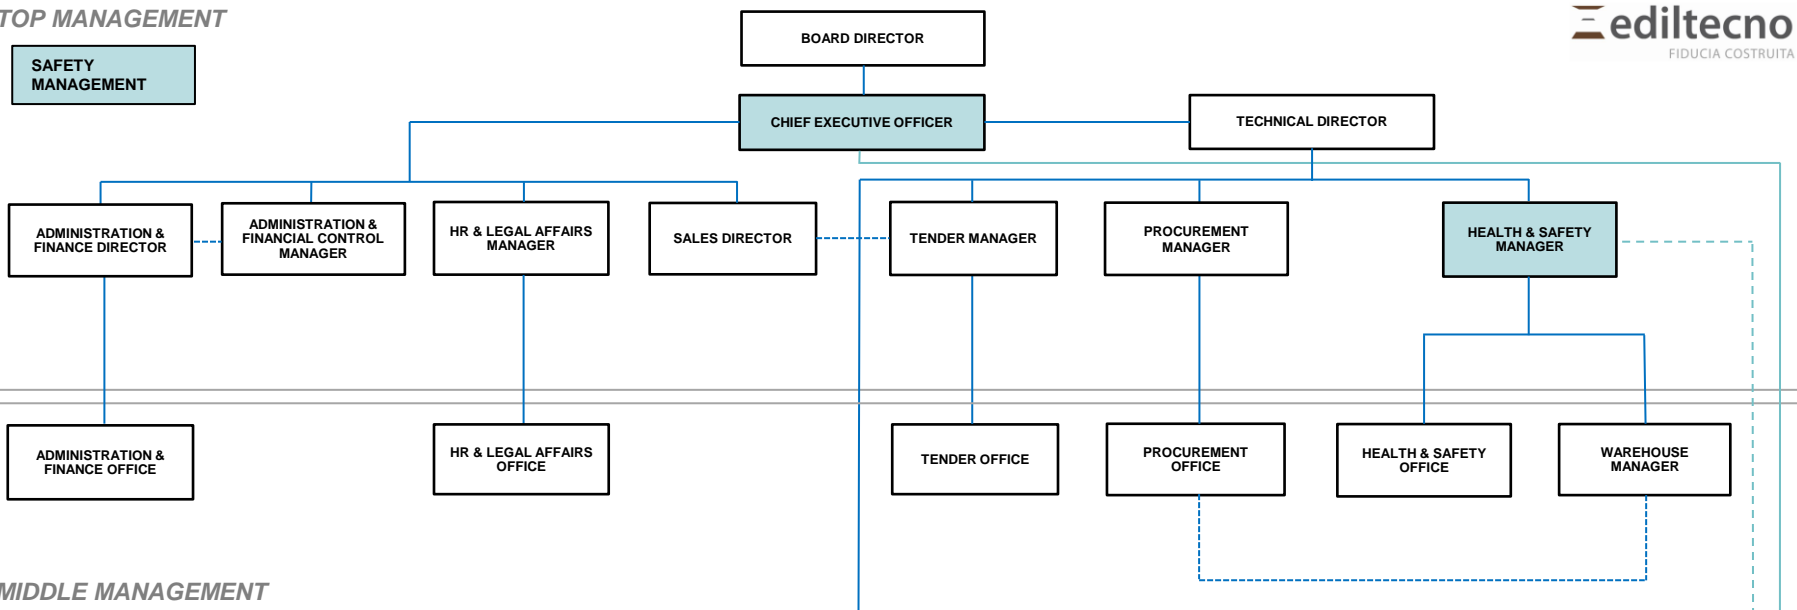 TOP MANAGEMENT
ediltecno
FIDUCIA COSTRUITA
SAFETY
MANAGEMENT
BOARD DIRECTOR
CHIEF EXECUTIVE OFFICER
TECHNICAL DIRECTOR
ADMINISTRATION &
FINANCE DIRECTOR
ADMINISTRATION &
FINANCIAL CONTROL
MANAGER
HR & LEGAL AFFAIRS
MANAGER
SALES DIRECTOR
TENDER MANAGER
PROCUREMENT
MANAGER
HEALTH & SAFETY
MANAGER
ADMINISTRATION &
FINANCE OFFICE
HR & LEGAL AFFAIRS
OFFICE
TENDER OFFICE
PROCUREMENT
OFFICE
HEALTH & SAFETY
OFFICE
WAREHOUSE
MANAGER
MIDDLE MANAGEMENT